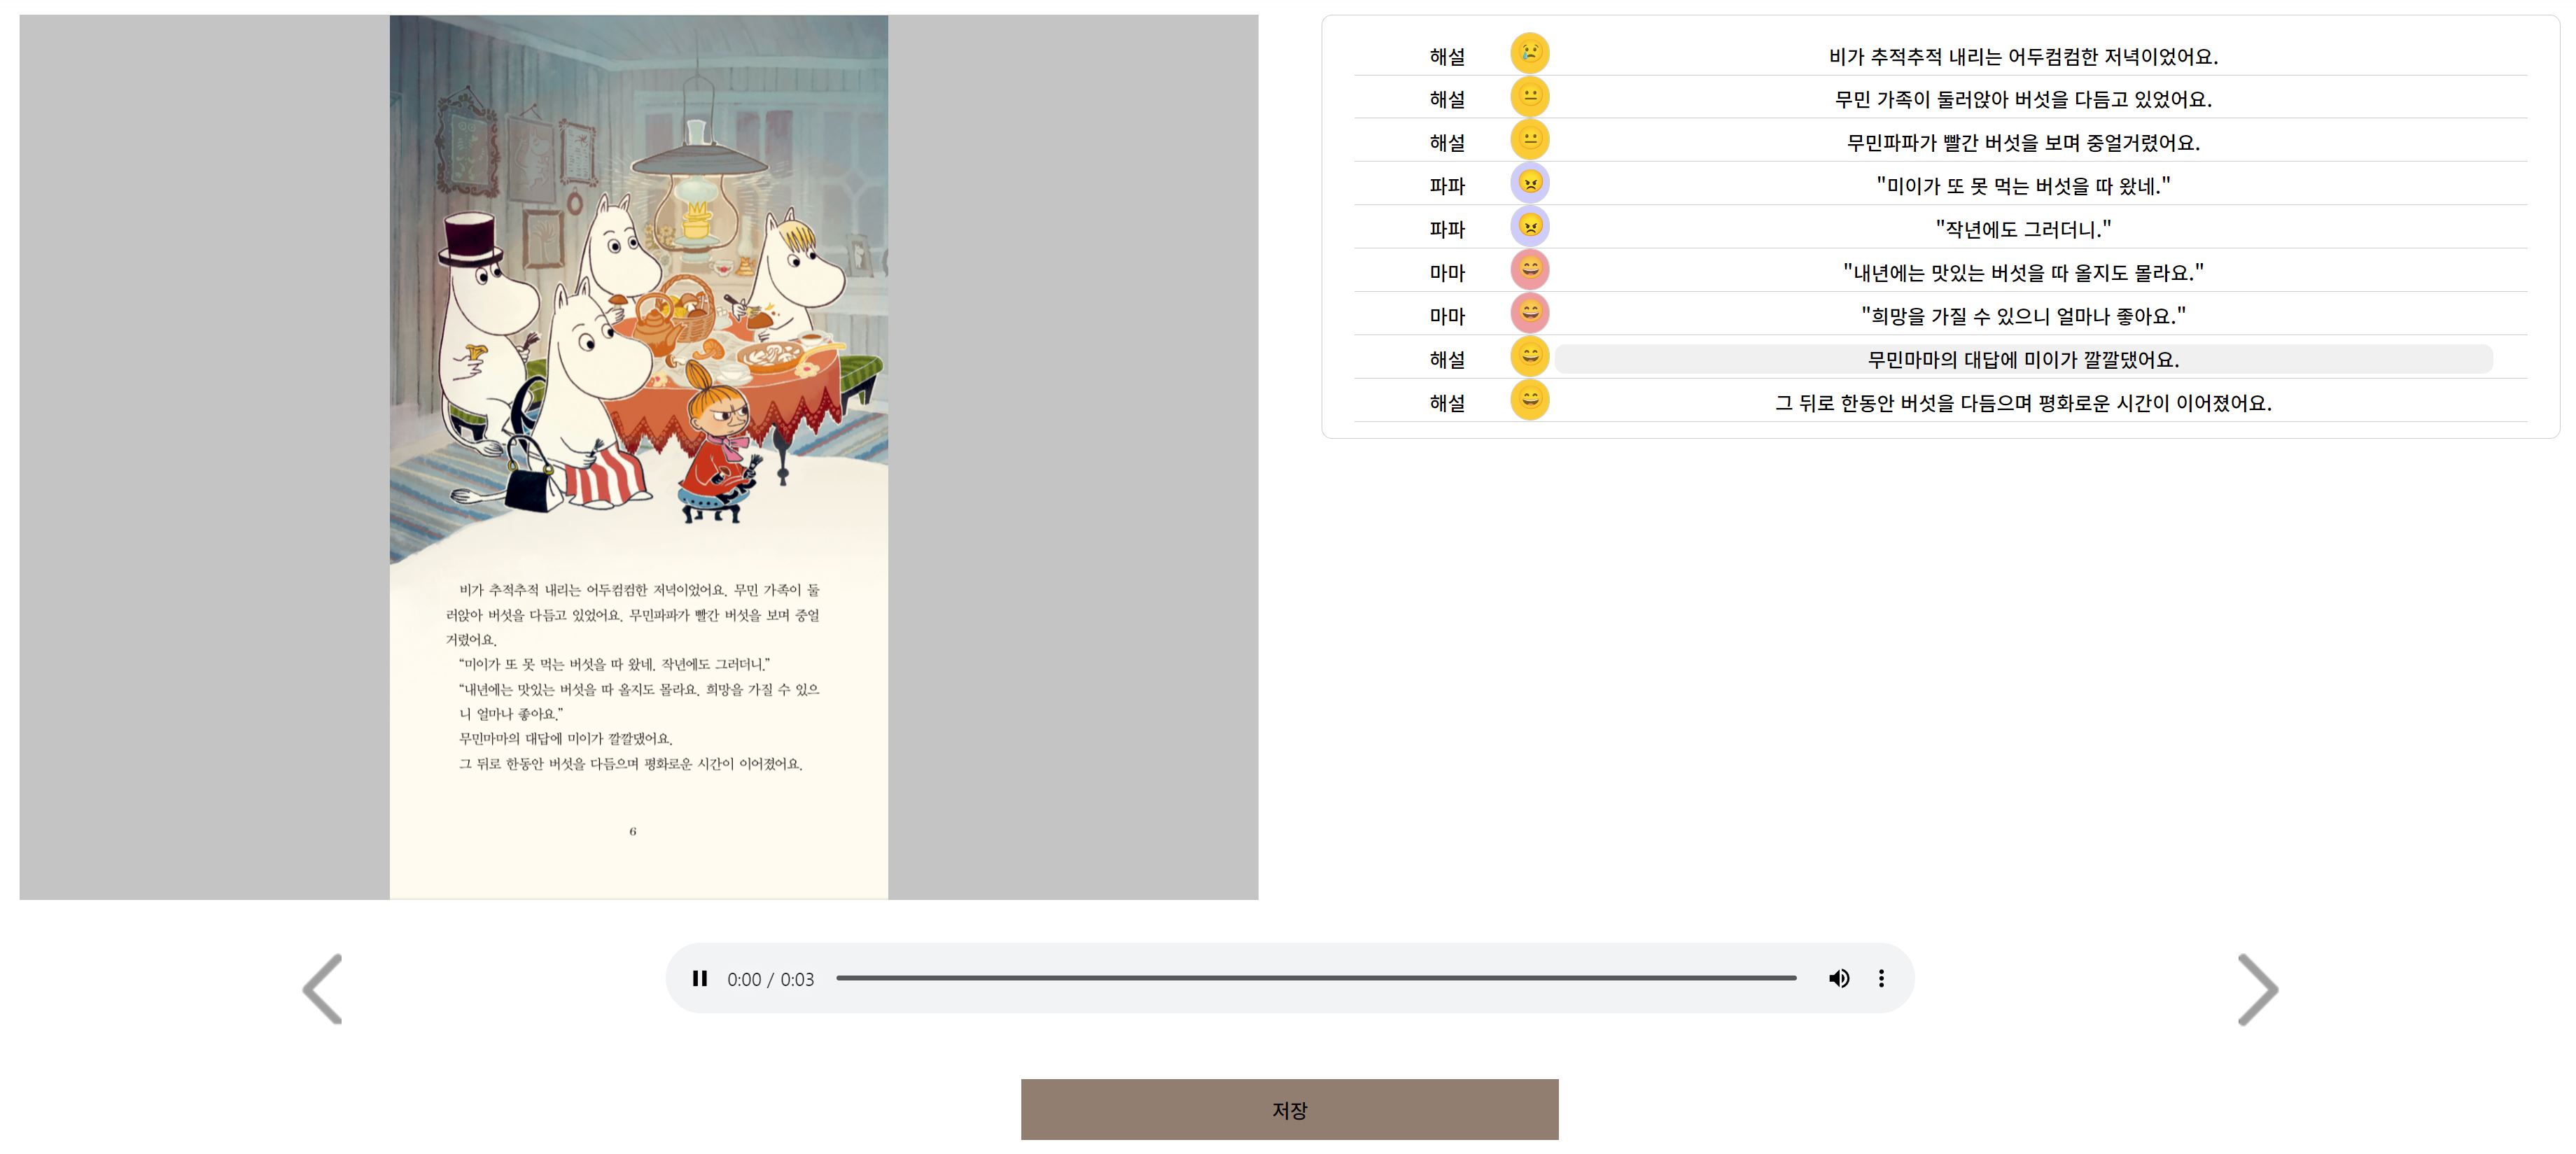 비가 추적추적 내리는 어두컴컴한 저녁이었어요. 무민 가족이 둘
러앉아 버섯을 다듬고 있었어요. 무민파파가 빨간 버섯을 보며 중얼
거렸어요.
“미이가 또 못 먹는 버섯을 따 왔네. 작년에도 그러더니.”
“내년에는 맛있는 버섯을 따 올지도 몰라요. 희망을 가질 수 있으
니 얼마나 좋아요.”
무민마마의 대답에 미이가 깔깔댔어요.
그 뒤로 한동안 버섯을 다듬으며 평화로운 시간이 이어졌어요.
6
해설 비가 추적추적 내리는 어두컴컴한 저녁이었어요.
해설 무민 가족이 둘러앉아 버섯을 다듬고 있었어요.
해설 무민파파가 빨간 버섯을 보며 중얼거렸어요.
파파 "미이가 또 못 먹는 버섯을 따 왔네."
파파 "작년에도 그러더니."
마마 "내년에는 맛있는 버섯을 따 올지도 몰라요."
마마 "희망을 가질 수 있으니 얼마나 좋아요."
해설 무민마마의 대답에 미이가 깔깔댔어요.
해설 그 뒤로 한동안 버섯을 다듬으며 평화로운 시간이 이어졌어요.
0:00 / 0:03
저장